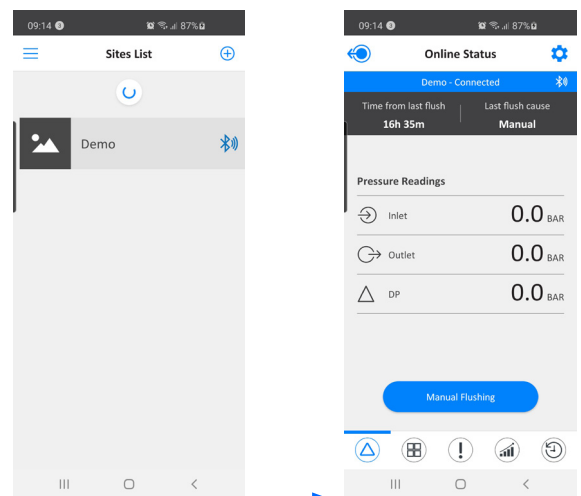 09:14 3 87%
Sites List
Demo
09:14 3 87%
Online Status
Demo - Connected
Time from last flush Last flush cause
16h 35m Manual
Pressure Readings
Inlet 0.0 BAR
Outlet 0.0 BAR
DP 0.0 BAR
Manual Flushing